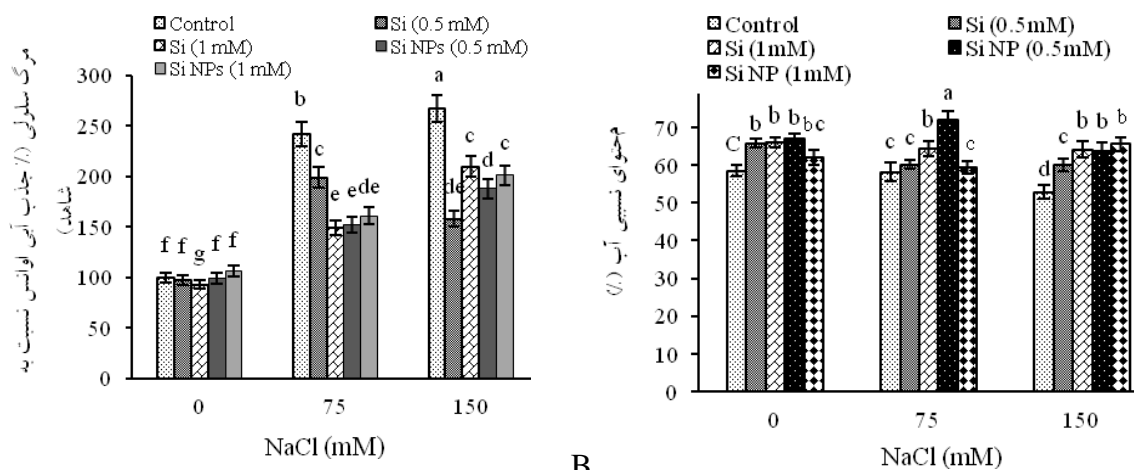 Control
Si (0.5 mM)
Si (1 mM)
Si NPs (0.5 mM)
Si NPs (1 mM)
مرگ سلولی (٪ جذب آبی اوانس نسبت به
شاهد)
300
250
200
150
100
50
0
f f g f f
b c e e de
a de c d c
0 75 150
NaCl (mM)
B
Control
Si (0.5mM)
Si (1mM)
Si NP (0.5mM)
Si NP (1mM)
محتوای نسبی آب (٪)
70
60
50
40
30
20
10
0
C b b b bc
c c b a c
d c b b b
0 75 150
NaCl (mM)